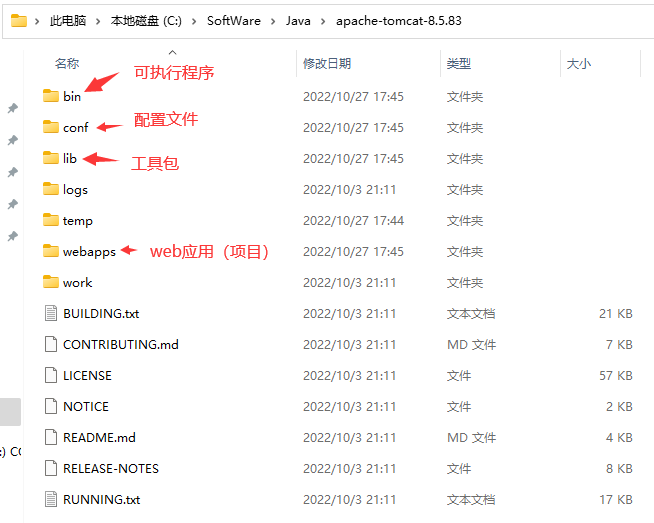 此电脑 > 本地磁盘 (C:) > SoftWare > Java > apache-tomcat-8.5.83
名称 修改日期 类型 大小
可执行程序
bin 2022/10/27 17:45 文件夹
配置文件
conf 2022/10/27 17:45 文件夹
lib 2022/10/27 17:45 文件夹
工具包
logs 2022/10/3 21:11 文件夹
temp 2022/10/27 17:44 文件夹
webapps web应用（项目） 2022/10/27 17:45 文件夹
work 2022/10/3 21:11 文件夹
BUILDING.txt 2022/10/3 21:11 文本文档 21 KB
CONTRIBUTING.md 2022/10/3 21:11 MD 文件 7 KB
LICENSE 2022/10/3 21:11 文件 57 KB
NOTICE 2022/10/3 21:11 文件 2 KB
README.md 2022/10/3 21:11 MD 文件 4 KB
RELEASE-NOTES 2022/10/3 21:11 文件 8 KB
RUNNING.txt 2022/10/3 21:11 文本文档 17 KB